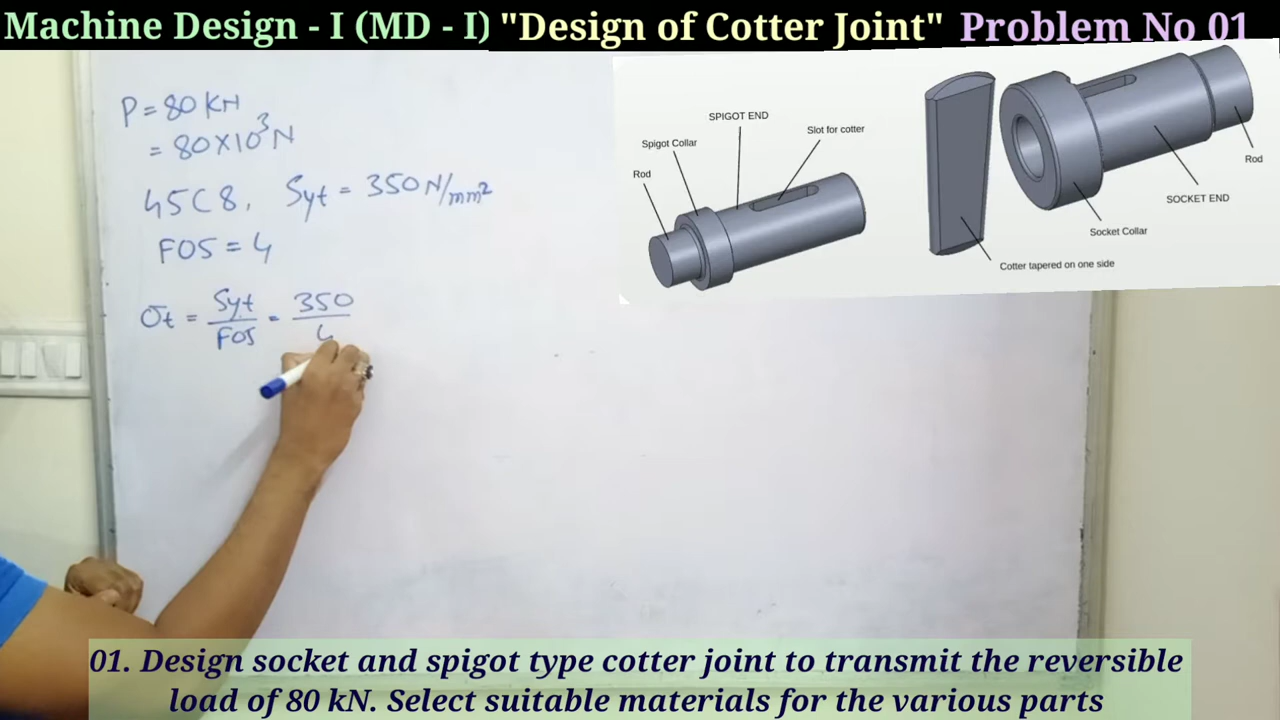 Machine Design - I (MD - I) "Design of Cotter Joint" Problem No 01
P = 80 KN
= 80X10³ N
45C8, Syt = 350 N/mm²
FOS = 4
σt = Syt/FOS = 350/4
SPIGOT END
Spigot Collar
Slot for cotter
Rod
Rod
SOCKET END
Socket Collar
Cotter tapered on one side
01. Design socket and spigot type cotter joint to transmit the reversible
load of 80 kN. Select suitable materials for the various parts